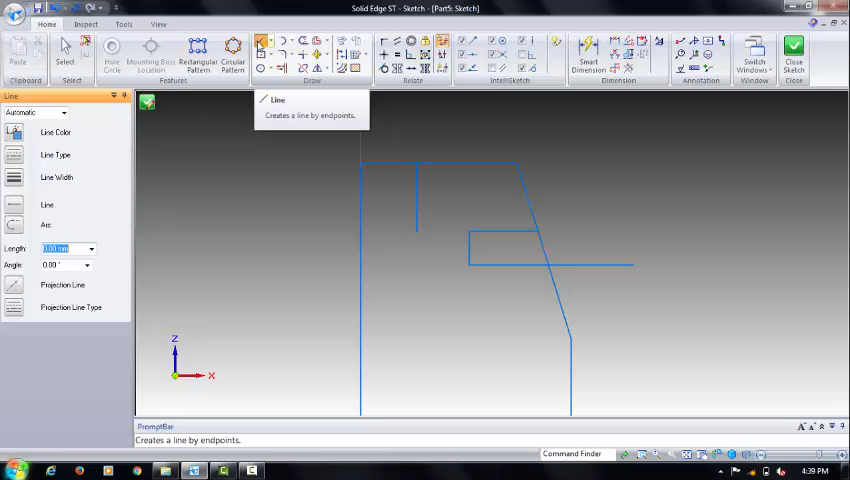 Solid Edge ST - Sketch - [Part5: Sketch]
Home Inspect Tools View
Paste
Select
Hole Circle
Mounting Boss Location
Rectangular Pattern
Circular Pattern
Smart Dimension
Switch Windows
Close Sketch
Clipboard Select Features Draw Relate IntelliSketch Dimension Window Close
Line
Automatic
Line Color
Line Type
Line Width
Line
Arc
Length: 0.00 mm
Angle: 0.00 °
Projection Line
Projection Line Type
Line
Creates a line by endpoints.
Z
X
PromptBar
Creates a line by endpoints.
Command Finder
4:39 PM